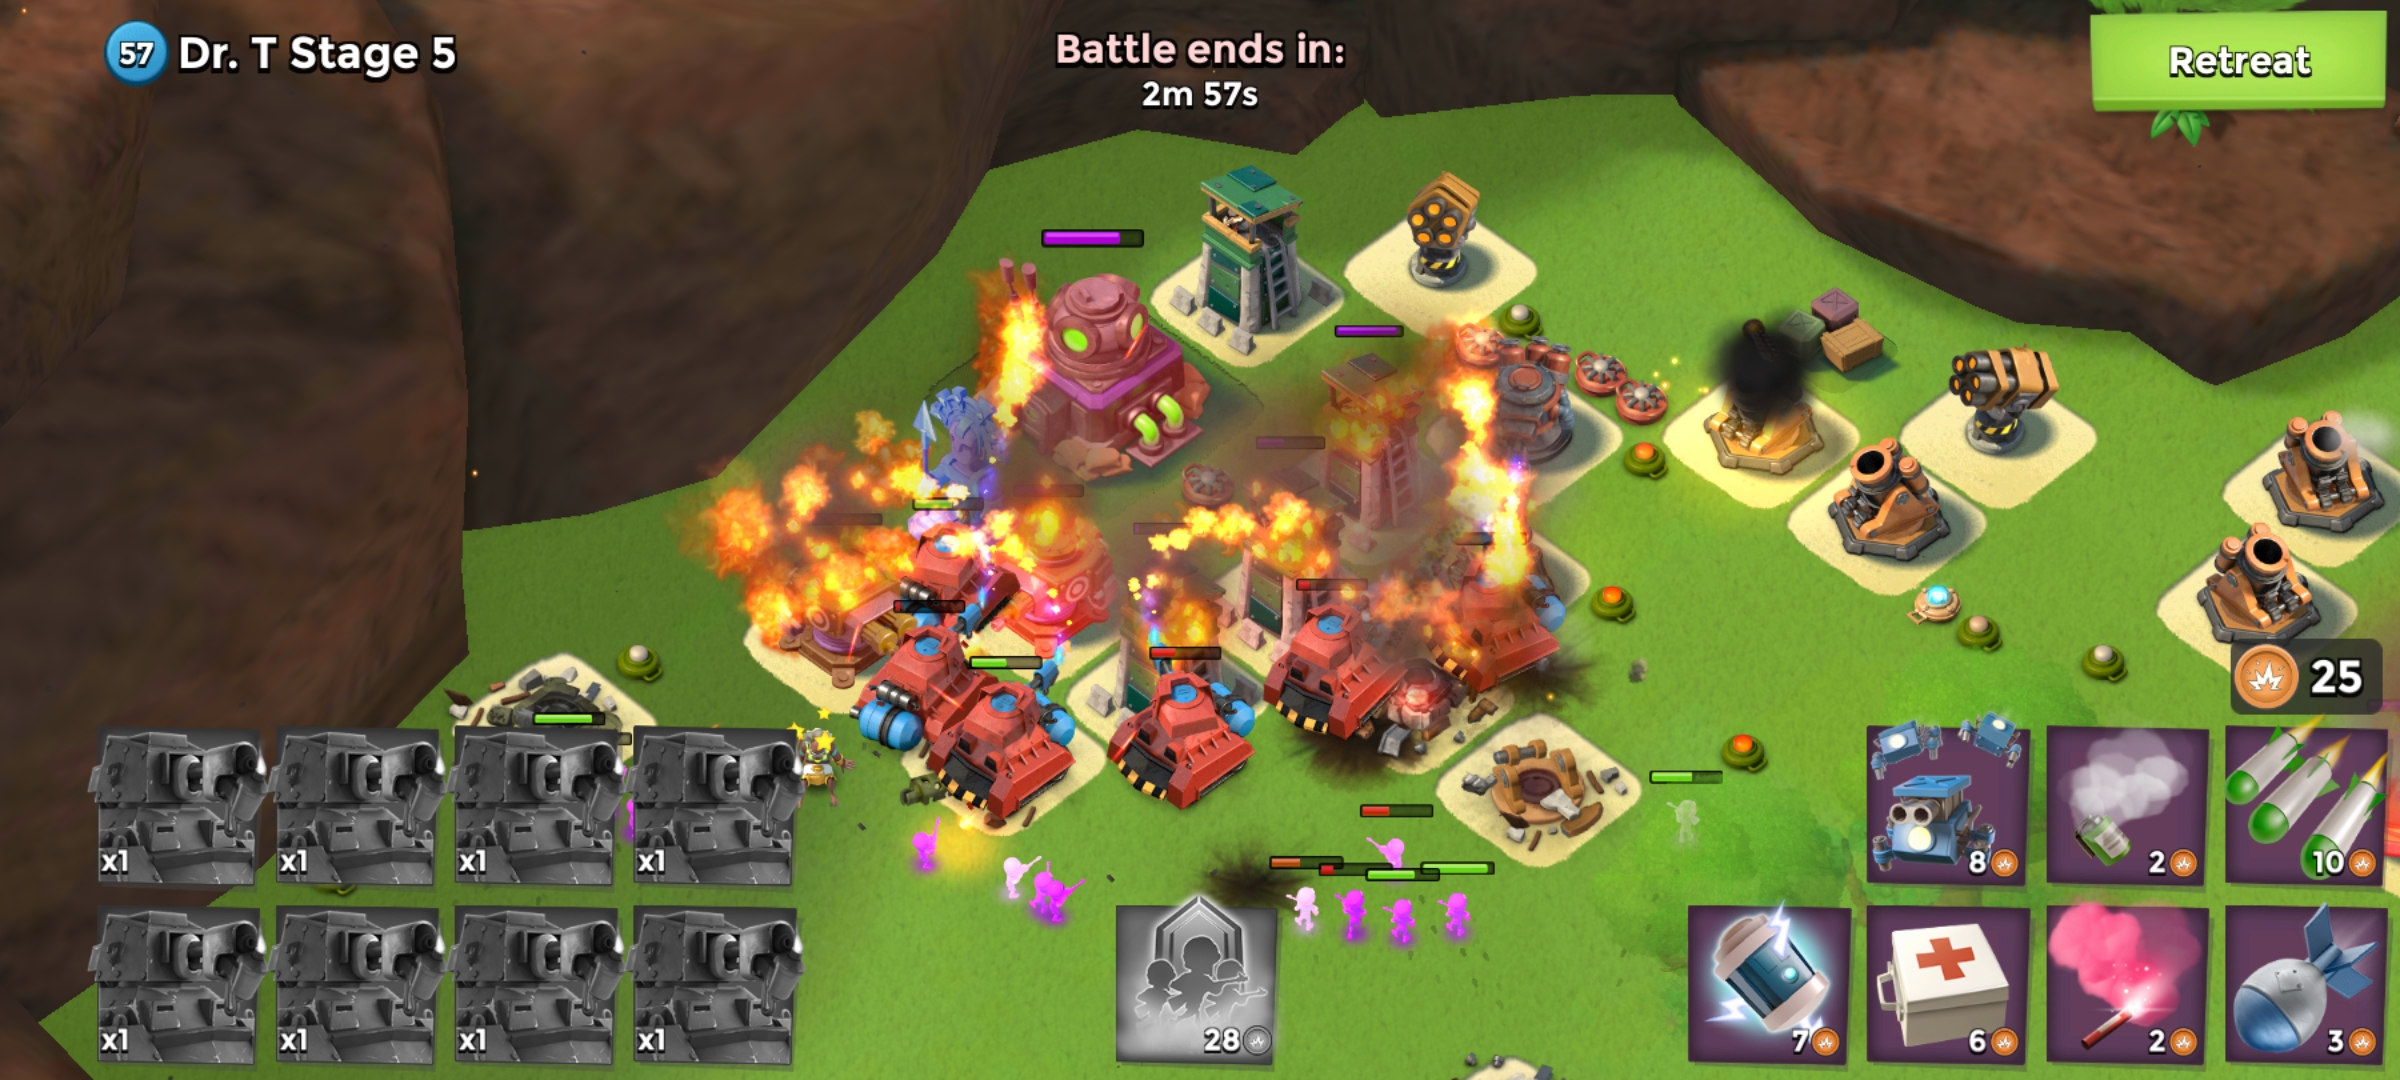 57 Dr. T Stage 5
Battle ends in:
2m 57s
Retreat
25
x1 x1 x1 x1
8 2 10
x1 x1 x1 x1
28
7 6 2 3